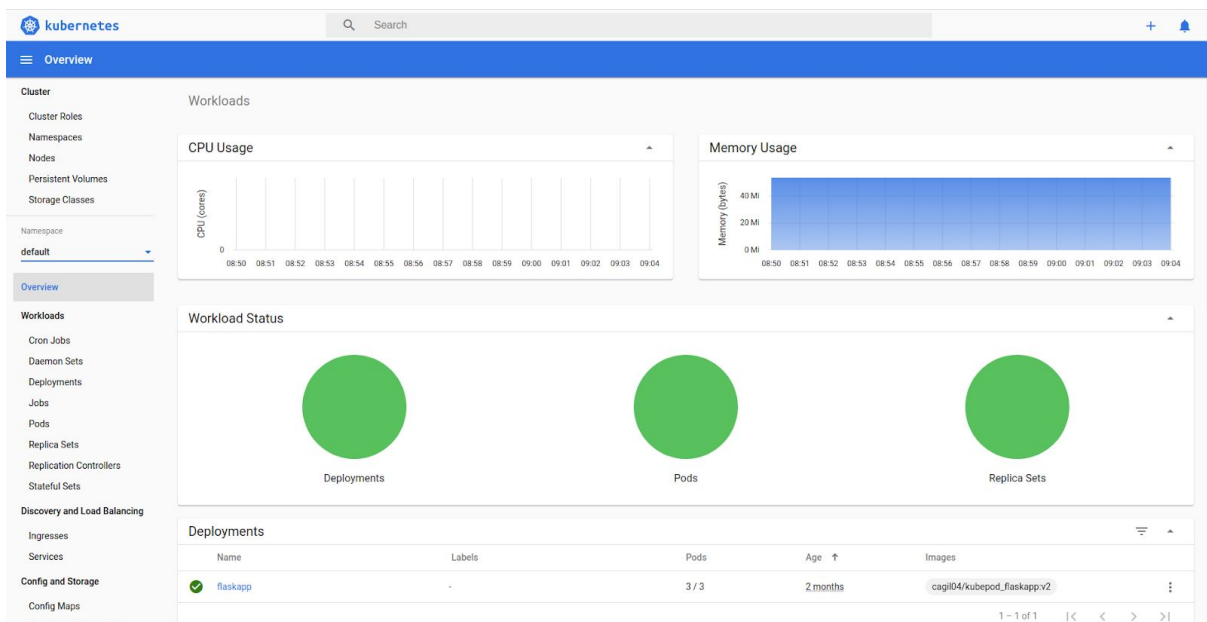 kubernetes
Search
Overview
Cluster
Cluster Roles
Namespaces
Nodes
Persistent Volumes
Storage Classes
Namespace
default
Overview
Workloads
Cron Jobs
Daemon Sets
Deployments
Jobs
Pods
Replica Sets
Replication Controllers
Stateful Sets
Discovery and Load Balancing
Ingresses
Services
Config and Storage
Config Maps
Workloads
CPU Usage
CPU (cores)
0
08:50 08:51 08:52 08:53 08:54 08:55 08:56 08:57 08:58 08:59 09:00 09:01 09:02 09:03 09:04
Memory Usage
Memory (bytes)
40 Mi
20 Mi
0 Mi
08:50 08:51 08:52 08:53 08:54 08:55 08:56 08:57 08:58 08:59 09:00 09:01 09:02 09:03 09:04
Workload Status
Deployments Pods Replica Sets
Deployments
Name Labels Pods Age Images
flaskapp - 3 / 3 2 months cagil04/kubepod_flaskapp:v2
1 – 1 of 1